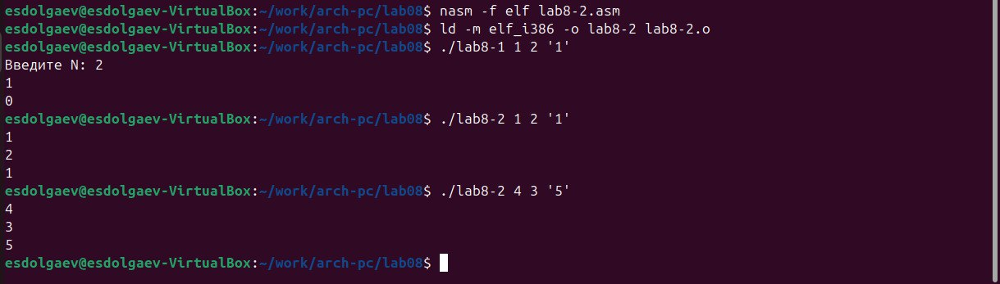 esdolgaev@esdolgaev-VirtualBox:~/work/arch-pc/lab08$ nasm -f elf lab8-2.asm
esdolgaev@esdolgaev-VirtualBox:~/work/arch-pc/lab08$ ld -m elf_i386 -o lab8-2 lab8-2.o
esdolgaev@esdolgaev-VirtualBox:~/work/arch-pc/lab08$ ./lab8-1 1 2 '1'
Введите N: 2
1
0
esdolgaev@esdolgaev-VirtualBox:~/work/arch-pc/lab08$ ./lab8-2 1 2 '1'
1
2
1
esdolgaev@esdolgaev-VirtualBox:~/work/arch-pc/lab08$ ./lab8-2 4 3 '5'
4
3
5
esdolgaev@esdolgaev-VirtualBox:~/work/arch-pc/lab08$